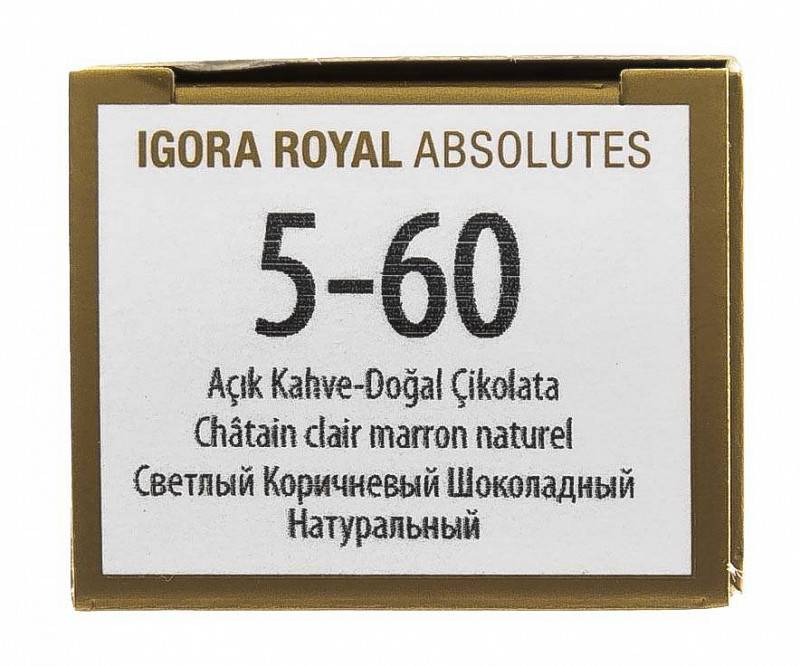 IGORA ROYAL ABSOLUTES
5-60
Açık Kahve-Doğal Çikolata
Châtain clair marron naturel
Светлый Коричневый Шоколадный
Натуральный